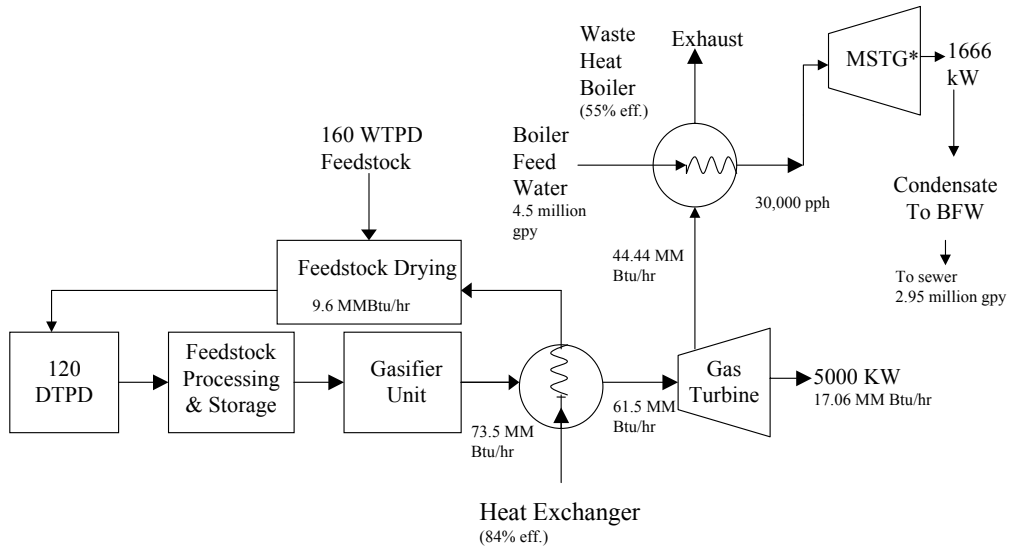 Waste
Heat
Boiler
(55% eff.)
Exhaust
MSTG*
1666
kW
160 WTPD
Feedstock
Boiler
Feed
Water
4.5 million
gpy
30,000 pph
Condensate
To BFW
To sewer
2.95 million gpy
Feedstock Drying
9.6 MMBtu/hr
44.44 MM
Btu/hr
120
DTPD
Feedstock
Processing
& Storage
Gasifier
Unit
73.5 MM
Btu/hr
61.5 MM
Btu/hr
Gas
Turbine
5000 KW
17.06 MM Btu/hr
Heat Exchanger
(84% eff.)